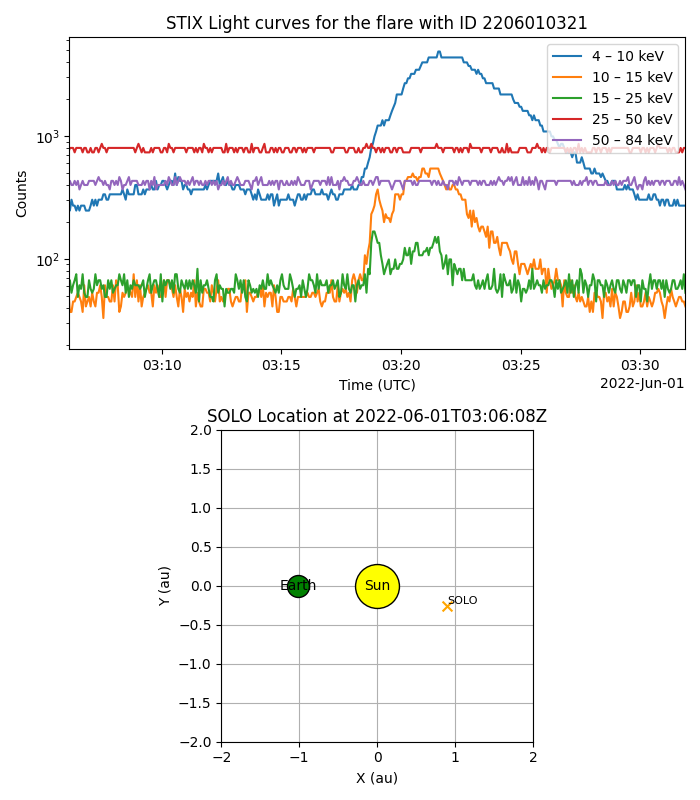 STIX Light curves for the flare with ID 2206010321
4 – 10 keV
10 – 15 keV
15 – 25 keV
25 – 50 keV
50 – 84 keV
10³
10²
Counts
03:10 03:15 03:20 03:25 03:30
Time (UTC)
2022-Jun-01
SOLO Location at 2022-06-01T03:06:08Z
2.0
1.5
1.0
0.5
0.0
−0.5
−1.0
−1.5
−2.0
Y (au)
Earth
Sun
SOLO
−2 −1 0 1 2
X (au)